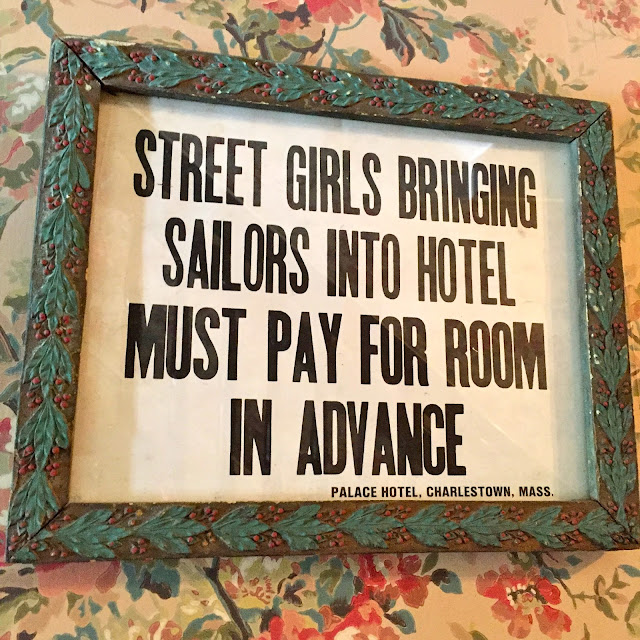 STREET GIRLS BRINGING
SAILORS INTO HOTEL
MUST PAY FOR ROOM
IN ADVANCE
PALACE HOTEL, CHARLESTOWN, MASS.